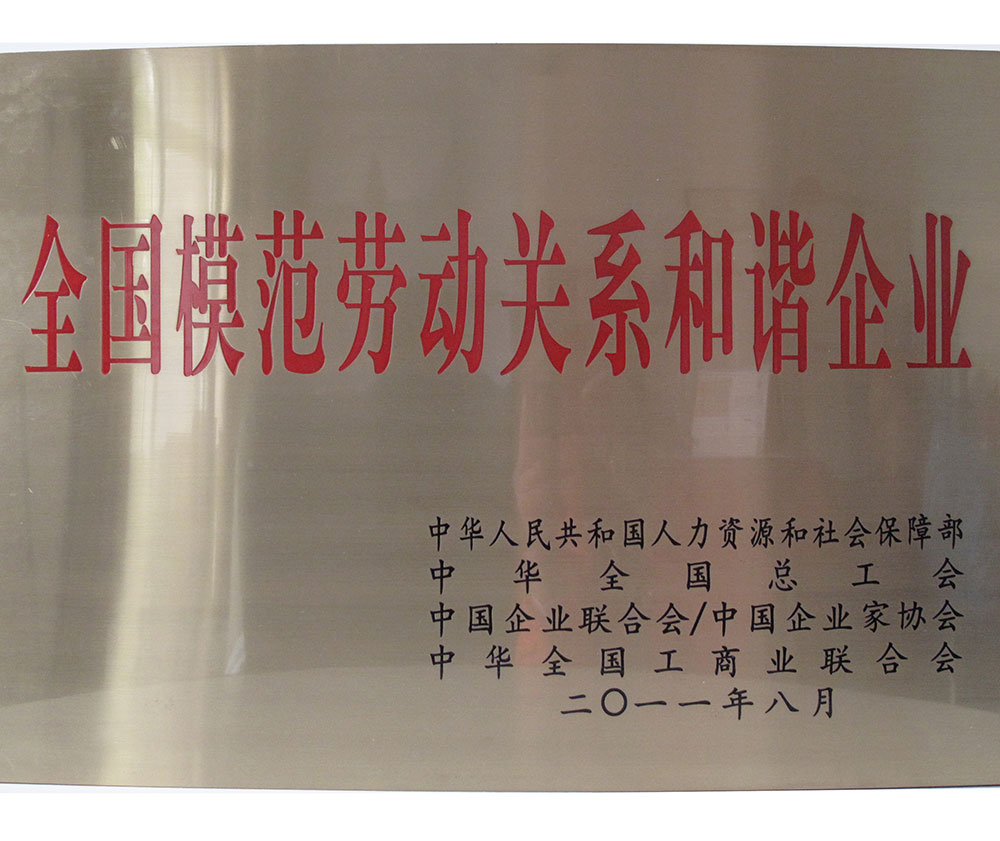 全国模范劳动关系和谐企业
中华人民共和国人力资源和社会保障部
中华全国总工会
中国企业联合会/中国企业家协会
中华全国工商业联合会
二〇一一年八月